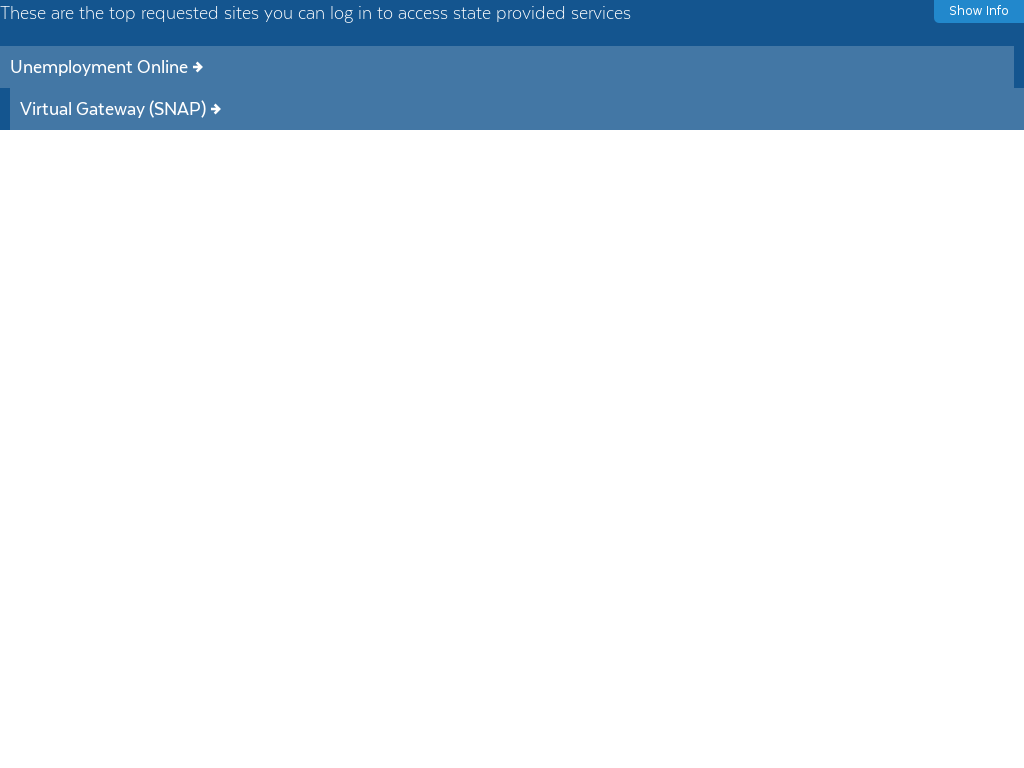 These are the top requested sites you can log in to access state provided services
Show Info
Unemployment Online
Virtual Gateway (SNAP)